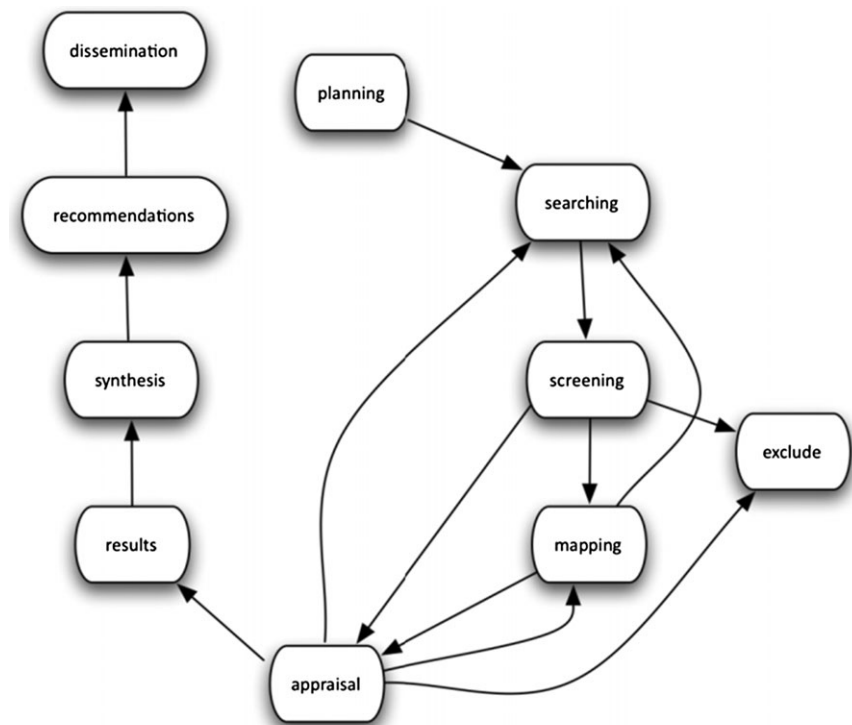 dissemination
planning
searching
recommendations
synthesis
screening
exclude
results
mapping
appraisal